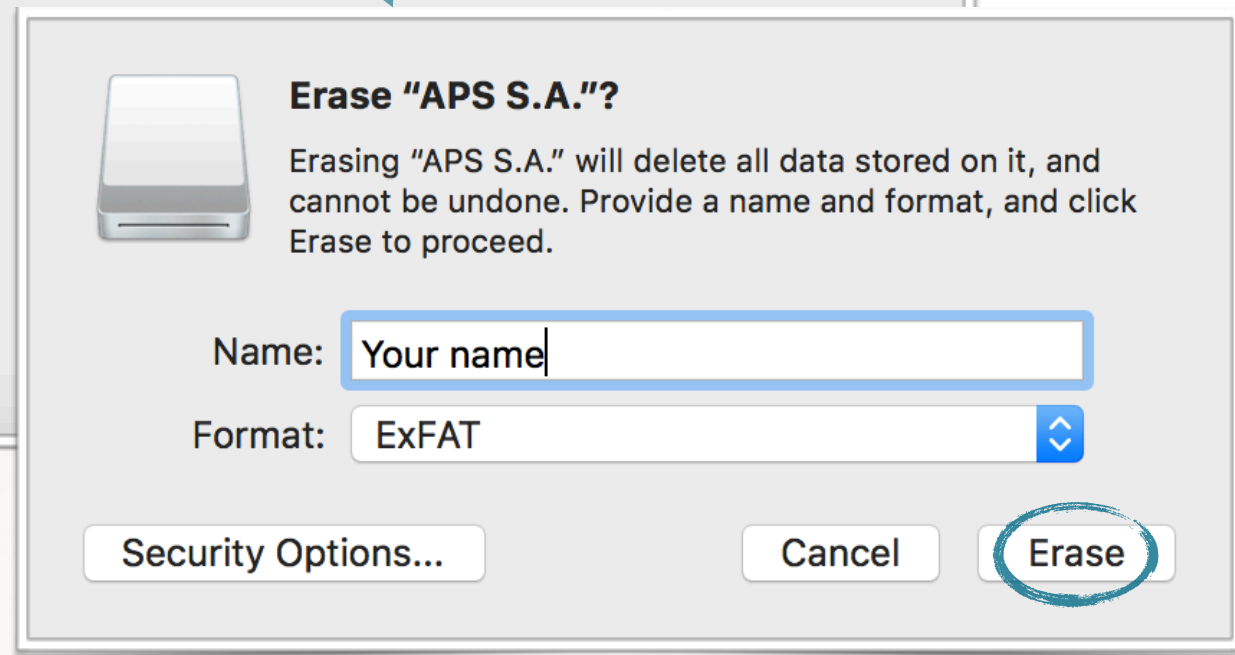 Erase “APS S.A.”?
Erasing “APS S.A.” will delete all data stored on it, and
cannot be undone. Provide a name and format, and click
Erase to proceed.
Name: Your name
Format: ExFAT
Security Options... Cancel Erase